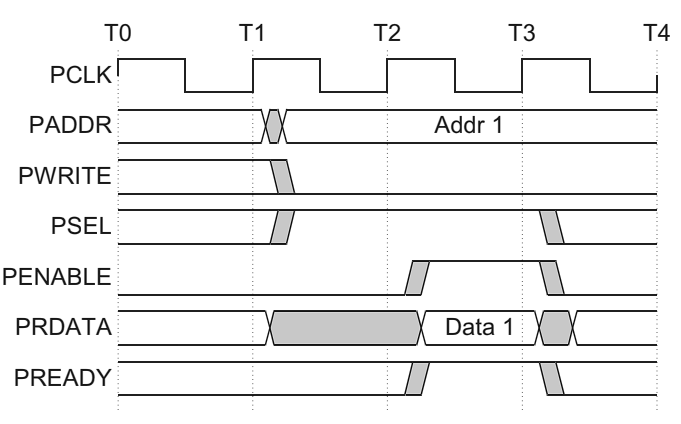 T0 T1 T2 T3 T4
PCLK
PADDR Addr 1
PWRITE
PSEL
PENABLE
PRDATA Data 1
PREADY